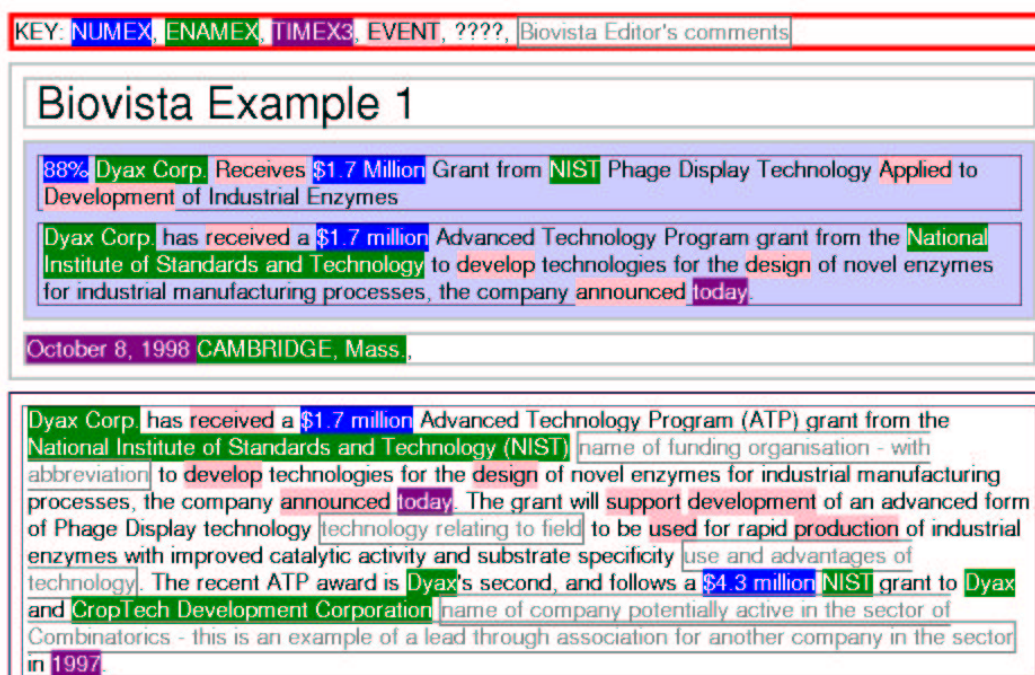 KEY: NUMEX, ENAMEX, TIMEX3, EVENT, ????, Biovista Editor's comments
Biovista Example 1
88% Dyax Corp. Receives $1.7 Million Grant from NIST Phage Display Technology Applied to
Development of Industrial Enzymes
Dyax Corp. has received a $1.7 million Advanced Technology Program grant from the National
Institute of Standards and Technology to develop technologies for the design of novel enzymes
for industrial manufacturing processes, the company announced today.
October 8, 1998 CAMBRIDGE, Mass.,
Dyax Corp. has received a $1.7 million Advanced Technology Program (ATP) grant from the
National Institute of Standards and Technology (NIST) name of funding organisation - with
abbreviation to develop technologies for the design of novel enzymes for industrial manufacturing
processes, the company announced today. The grant will support development of an advanced form
of Phage Display technology technology relating to field to be used for rapid production of industrial
enzymes with improved catalytic activity and substrate specificity use and advantages of
technology. The recent ATP award is Dyax's second, and follows a $4.3 million NIST grant to Dyax
and CropTech Development Corporation name of company potentially active in the sector of
Combinatorics - this is an example of a lead through association for another company in the sector
in 1997.